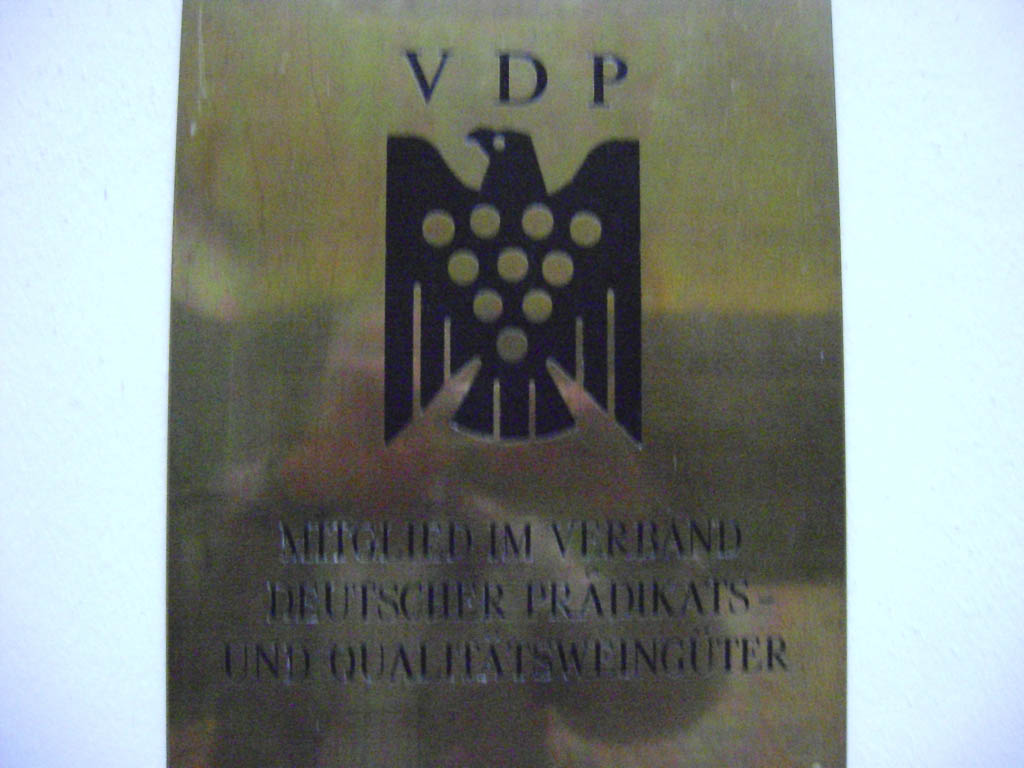 VDP
MITGLIED IM VERBAND
DEUTSCHER PRÄDIKATS-
UND QUALITÄTSWEINGÜTER